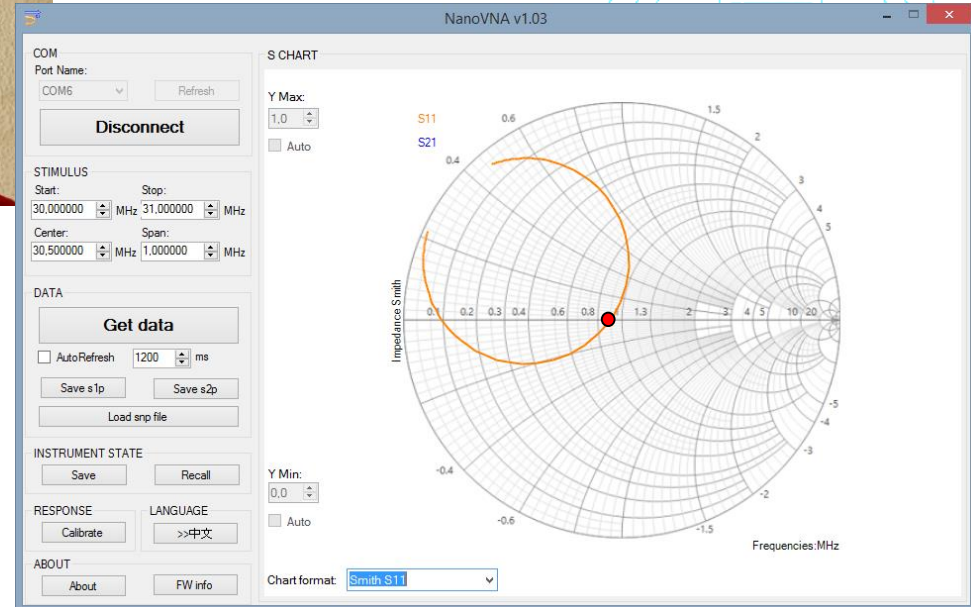 NanoVNA v1.03
COM
Port Name:
COM6
Refresh
Disconnect
STIMULUS
Start:
Stop:
30,000000 MHz 31,000000 MHz
Center:
Span:
30,500000 MHz 1,000000 MHz
DATA
Get data
AutoRefresh 1200 ms
Save s1p
Save s2p
Load snp file
INSTRUMENT STATE
Save
Recall
RESPONSE
LANGUAGE
Calibrate
>>中文
ABOUT
About
FW info
S CHART
Y Max:
1,0
Auto
S11
S21
0.6
1.5
0.4
2
3
4
5
Impedance Smith
0.2 0.3 0.4 0.6 0.8 1.3 2 3 4 5 10 20
-5
-4
-3
-0.4
-2
-0.6
-1.5
Y Min:
0,0
Auto
Frequencies:MHz
Chart format: Smith S11